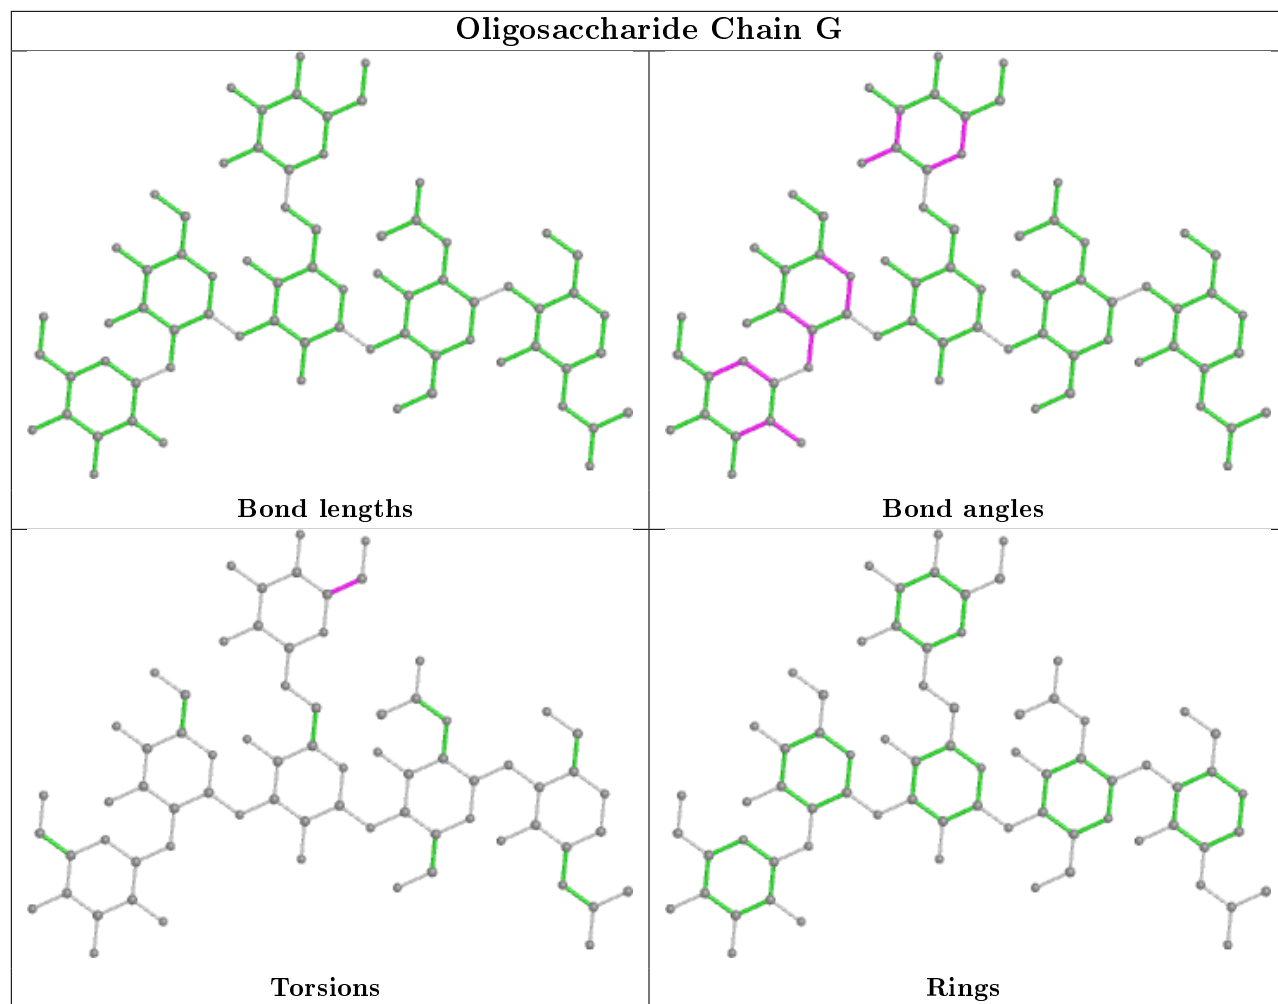 Oligosaccharide Chain G
Bond lengths
Bond angles
Torsions
Rings